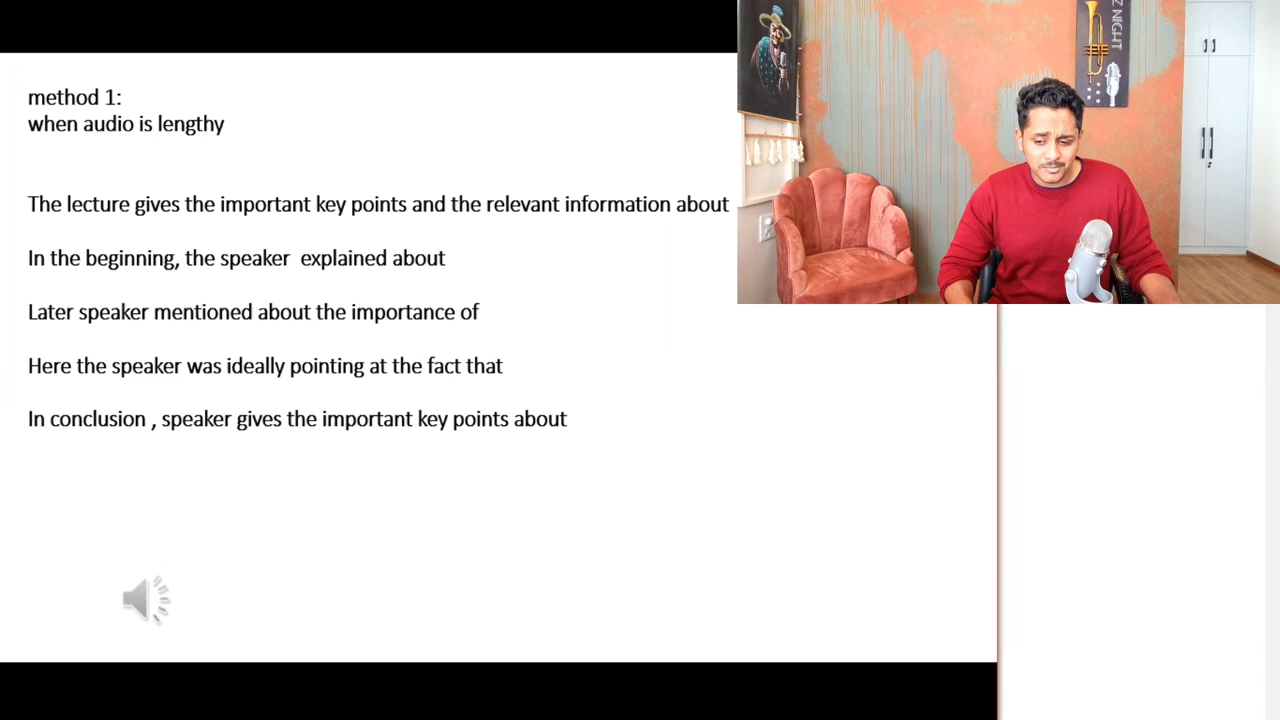 method 1:
when audio is lengthy
The lecture gives the important key points and the relevant information about
In the beginning, the speaker explained about
Later speaker mentioned about the importance of
Here the speaker was ideally pointing at the fact that
In conclusion , speaker gives the important key points about
Z NIGHT